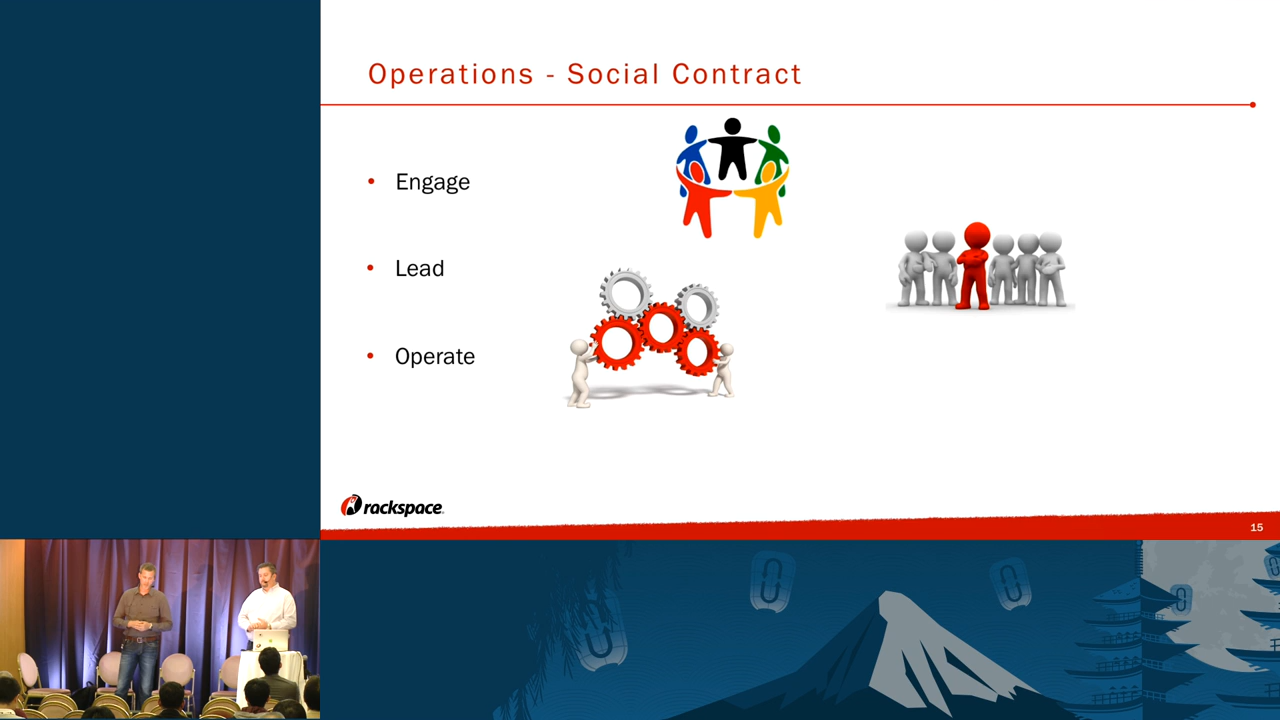 Operations - Social Contract
• Engage
• Lead
• Operate
rackspace
15